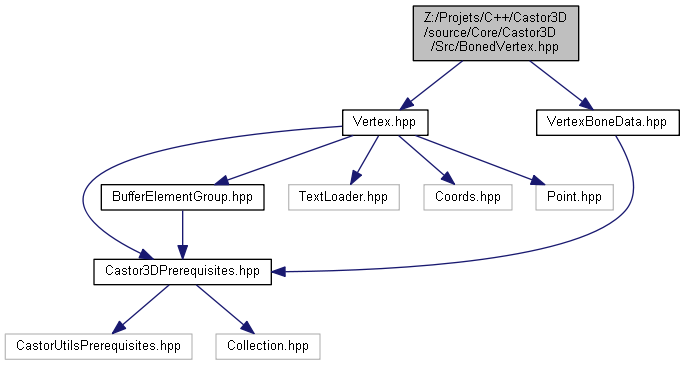 Z:/Projets/C++/Castor3D
/source/Core/Castor3D
/Src/BonedVertex.hpp
Vertex.hpp
VertexBoneData.hpp
BufferElementGroup.hpp
TextLoader.hpp
Coords.hpp
Point.hpp
Castor3DPrerequisites.hpp
CastorUtilsPrerequisites.hpp
Collection.hpp